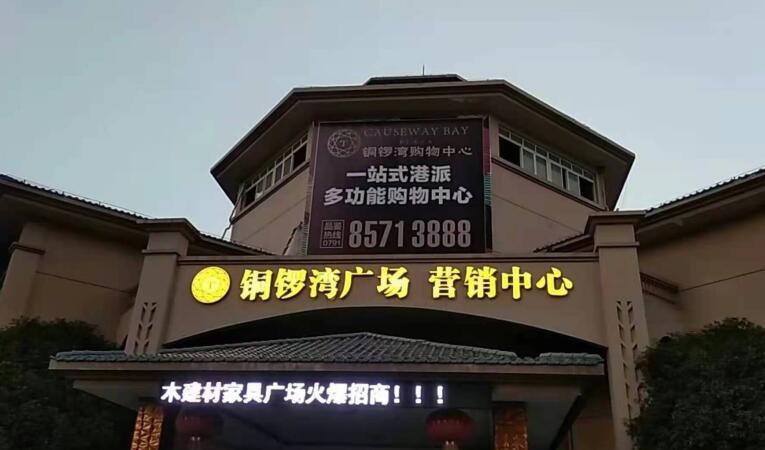 CAUSEWAY BAY
铜锣湾购物中心
一站式港派
多功能购物中心
品鉴
热线
0791
8571 3888
铜锣湾广场 营销中心
木建材家具广场火爆招商！！！